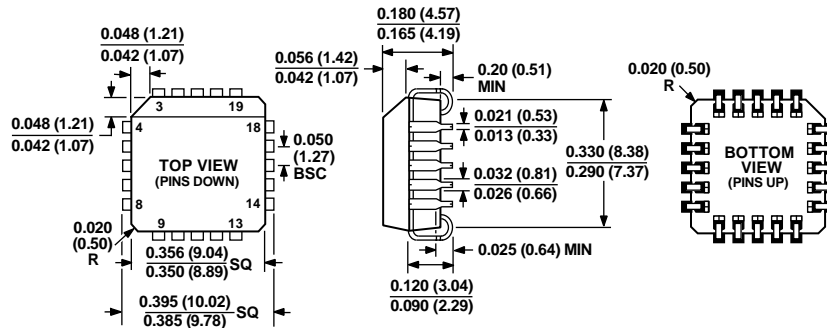 0.048 (1.21)
0.042 (1.07)
0.048 (1.21)
0.042 (1.07)
3
19
4
18
TOP VIEW
(PINS DOWN)
8
14
9
13
0.050
(1.27)
BSC
0.020
(0.50)
R
0.356 (9.04)
0.350 (8.89)
SQ
0.395 (10.02)
0.385 (9.78)
SQ
0.180 (4.57)
0.165 (4.19)
0.056 (1.42)
0.042 (1.07)
0.20 (0.51)
MIN
0.021 (0.53)
0.013 (0.33)
0.032 (0.81)
0.026 (0.66)
0.330 (8.38)
0.290 (7.37)
0.025 (0.64) MIN
0.120 (3.04)
0.090 (2.29)
0.020 (0.50)
R
BOTTOM
VIEW
(PINS UP)